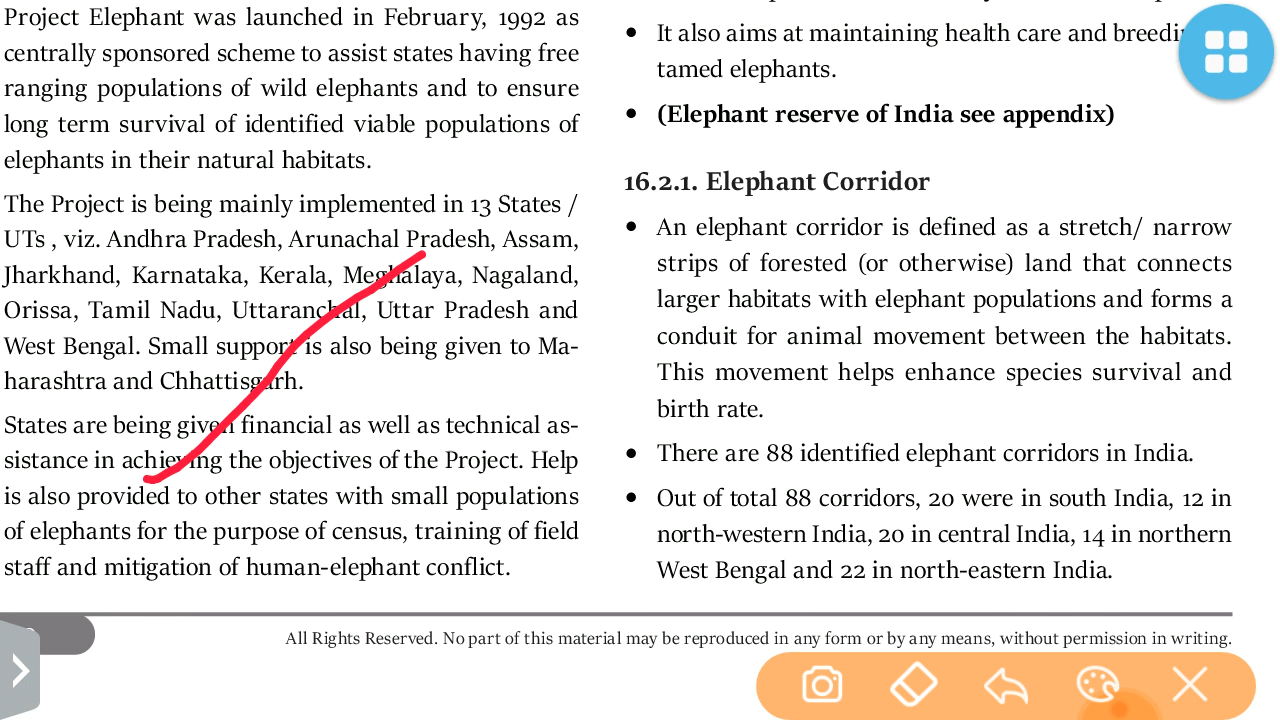 Project Elephant was launched in February, 1992 as
centrally sponsored scheme to assist states having free
ranging populations of wild elephants and to ensure
long term survival of identified viable populations of
elephants in their natural habitats.
The Project is being mainly implemented in 13 States /
UTs , viz. Andhra Pradesh, Arunachal Pradesh, Assam,
Jharkhand, Karnataka, Kerala, Meghalaya, Nagaland,
Orissa, Tamil Nadu, Uttaranchal, Uttar Pradesh and
West Bengal. Small support is also being given to Ma-
harashtra and Chhattisgarh.
States are being given financial as well as technical as-
sistance in achieving the objectives of the Project. Help
is also provided to other states with small populations
of elephants for the purpose of census, training of field
staff and mitigation of human-elephant conflict.
• It also aims at maintaining health care and
tamed elephants.
• (Elephant reserve of India see appendix)
16.2.1. Elephant Corridor
• An elephant corridor is defined as a stretch/ narrow
strips of forested (or otherwise) land that connects
larger habitats with elephant populations and forms a
conduit for animal movement between the habitats.
This movement helps enhance species survival and
birth rate.
• There are 88 identified elephant corridors in India.
• Out of total 88 corridors, 20 were in south India, 12 in
north-western India, 20 in central India, 14 in northern
West Bengal and 22 in north-eastern India.
All Rights Reserved. No part of this material may be reproduced in any form or by any means, without permission in writing.